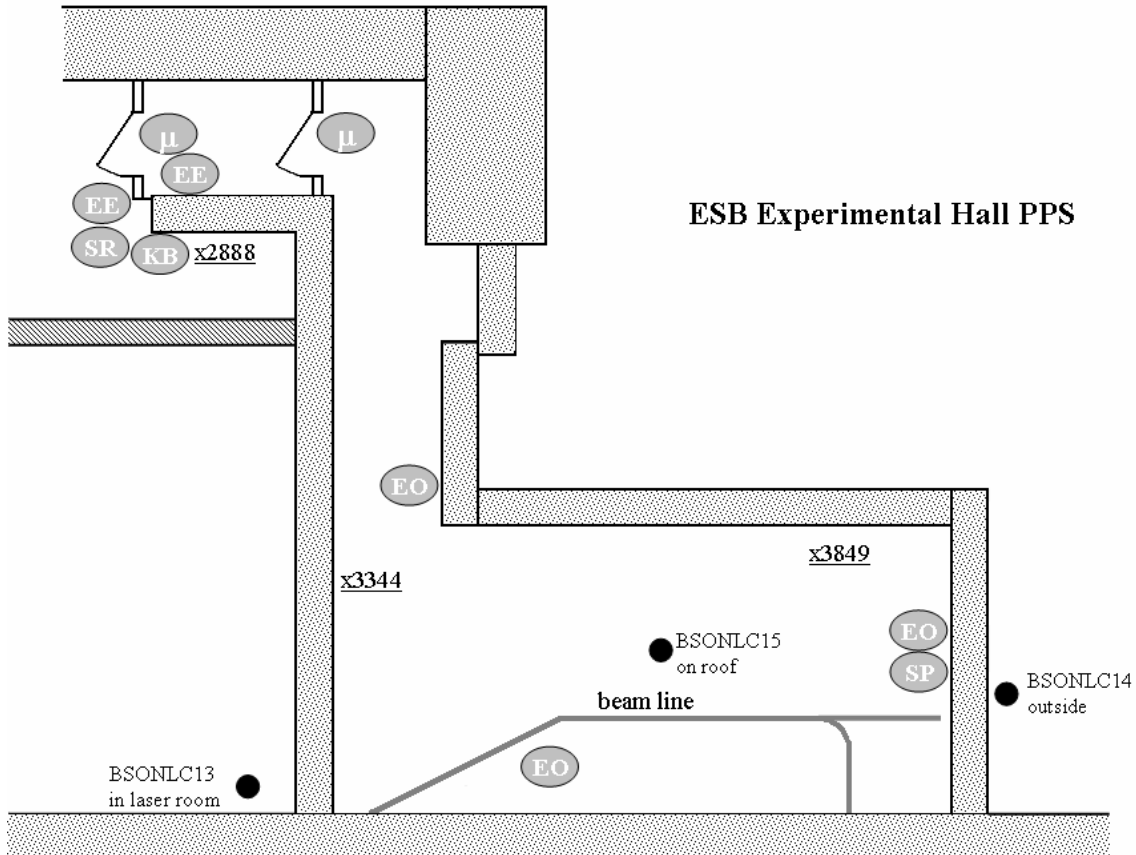 μ
μ
EE
EE
SR
KB
x2888
ESB Experimental Hall PPS
EO
x3344
x3849
EO
SP
BSONLC15
on roof
BSONLC14
outside
beam line
EO
BSONLC13
in laser room